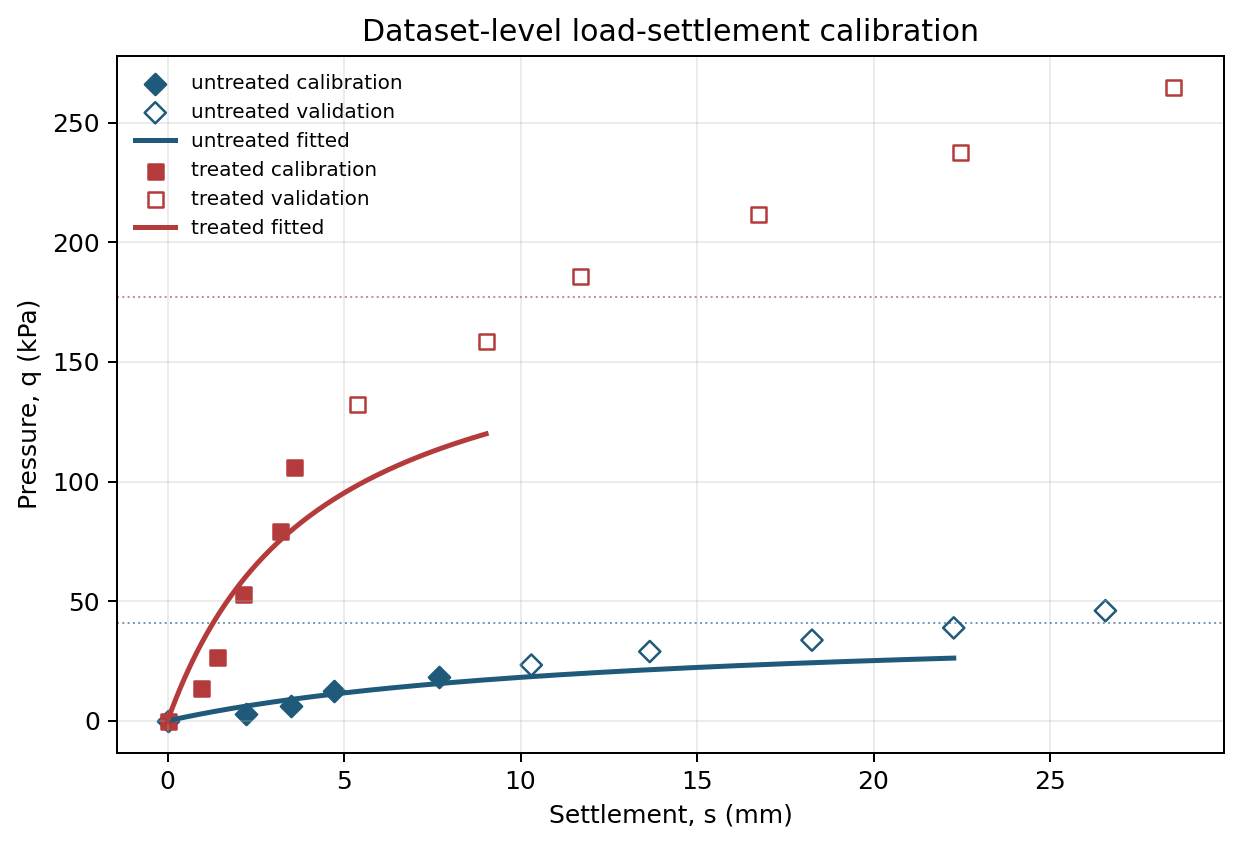 Dataset-level load-settlement calibration
untreated calibration
untreated validation
untreated fitted
treated calibration
treated validation
treated fitted
250
200
150
100
50
0
Pressure, q (kPa)
0 5 10 15 20 25
Settlement, s (mm)